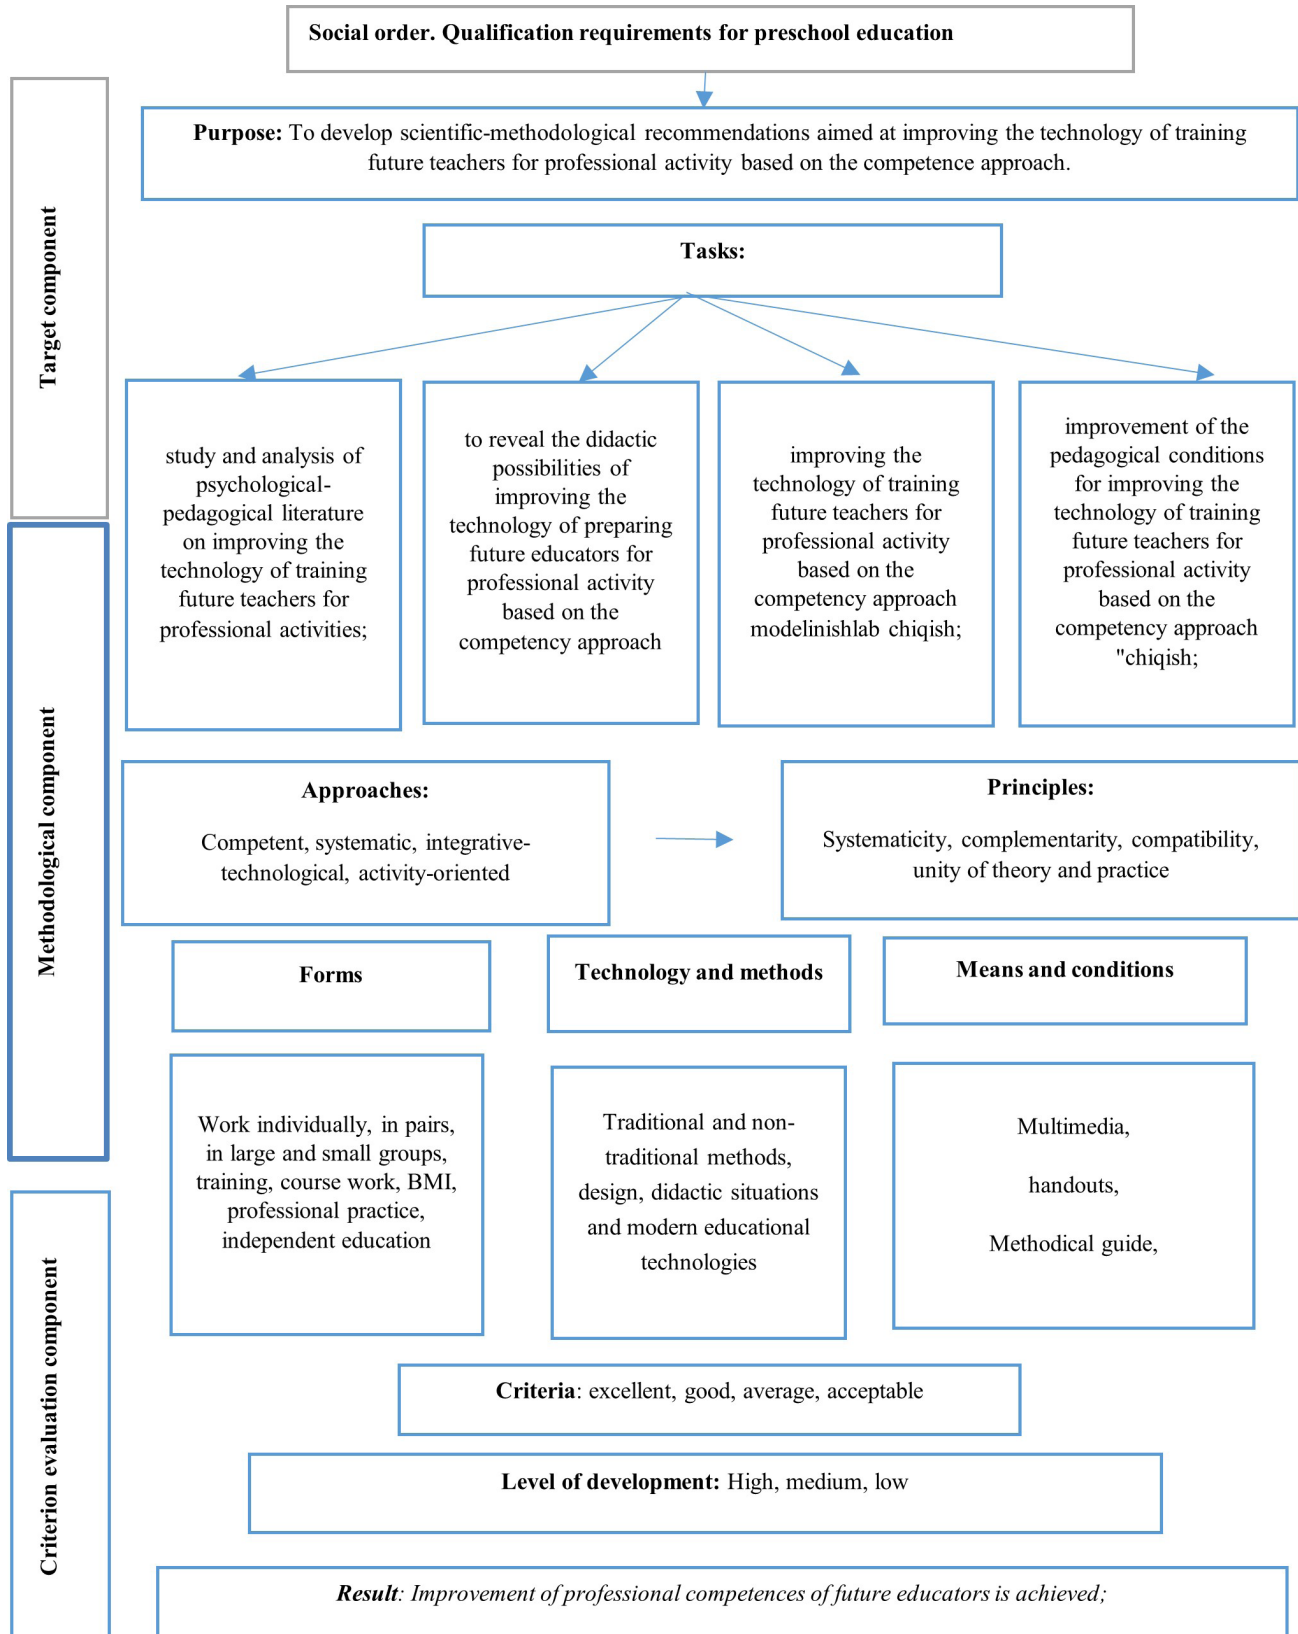 Social order. Qualification requirements for preschool education
Target component
Purpose: To develop scientific-methodological recommendations aimed at improving the technology of training
future teachers for professional activity based on the competence approach.
Tasks:
study and analysis of
psychological-
pedagogical literature
on improving the
technology of training
future teachers for
professional activities;
to reveal the didactic
possibilities of
improving the
technology of preparing
future educators for
professional activity
based on the
competency approach
improving the
technology of training
future teachers for
professional activity
based on the
competency approach
modelinishlab chiqish;
improvement of the
pedagogical conditions
for improving the
technology of training
future teachers for
professional activity
based on the
competency approach
"chiqish;
Methodological component
Approaches:
Competent, systematic, integrative-
technological, activity-oriented
Principles:
Systematicity, complementarity, compatibility,
unity of theory and practice
Forms
Technology and methods
Means and conditions
Work individually, in pairs,
in large and small groups,
training, course work, BMI,
professional practice,
independent education
Traditional and non-
traditional methods,
design, didactic situations
and modern educational
technologies
Multimedia,
handouts,
Methodical guide,
Criterion evaluation component
Criteria: excellent, good, average, acceptable
Level of development: High, medium, low
Result: Improvement of professional competences of future educators is achieved;